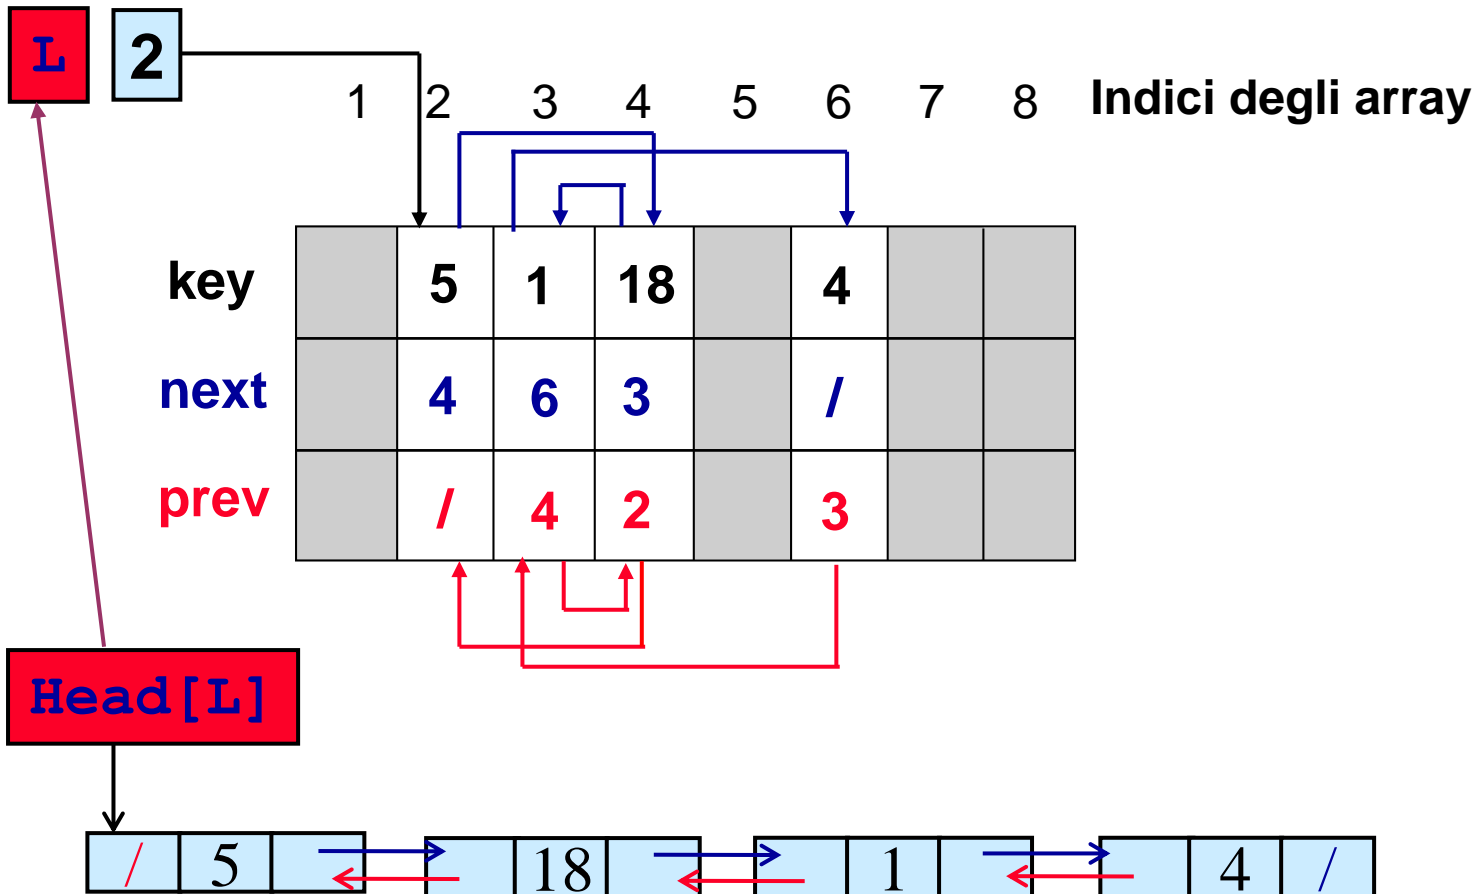 L 2
1 2 3 4 5 6 7 8 Indici degli array
key 5 1 18 4
next 4 6 3 /
prev / 4 2 3
Head[L]
/ 5 18 1 4 /